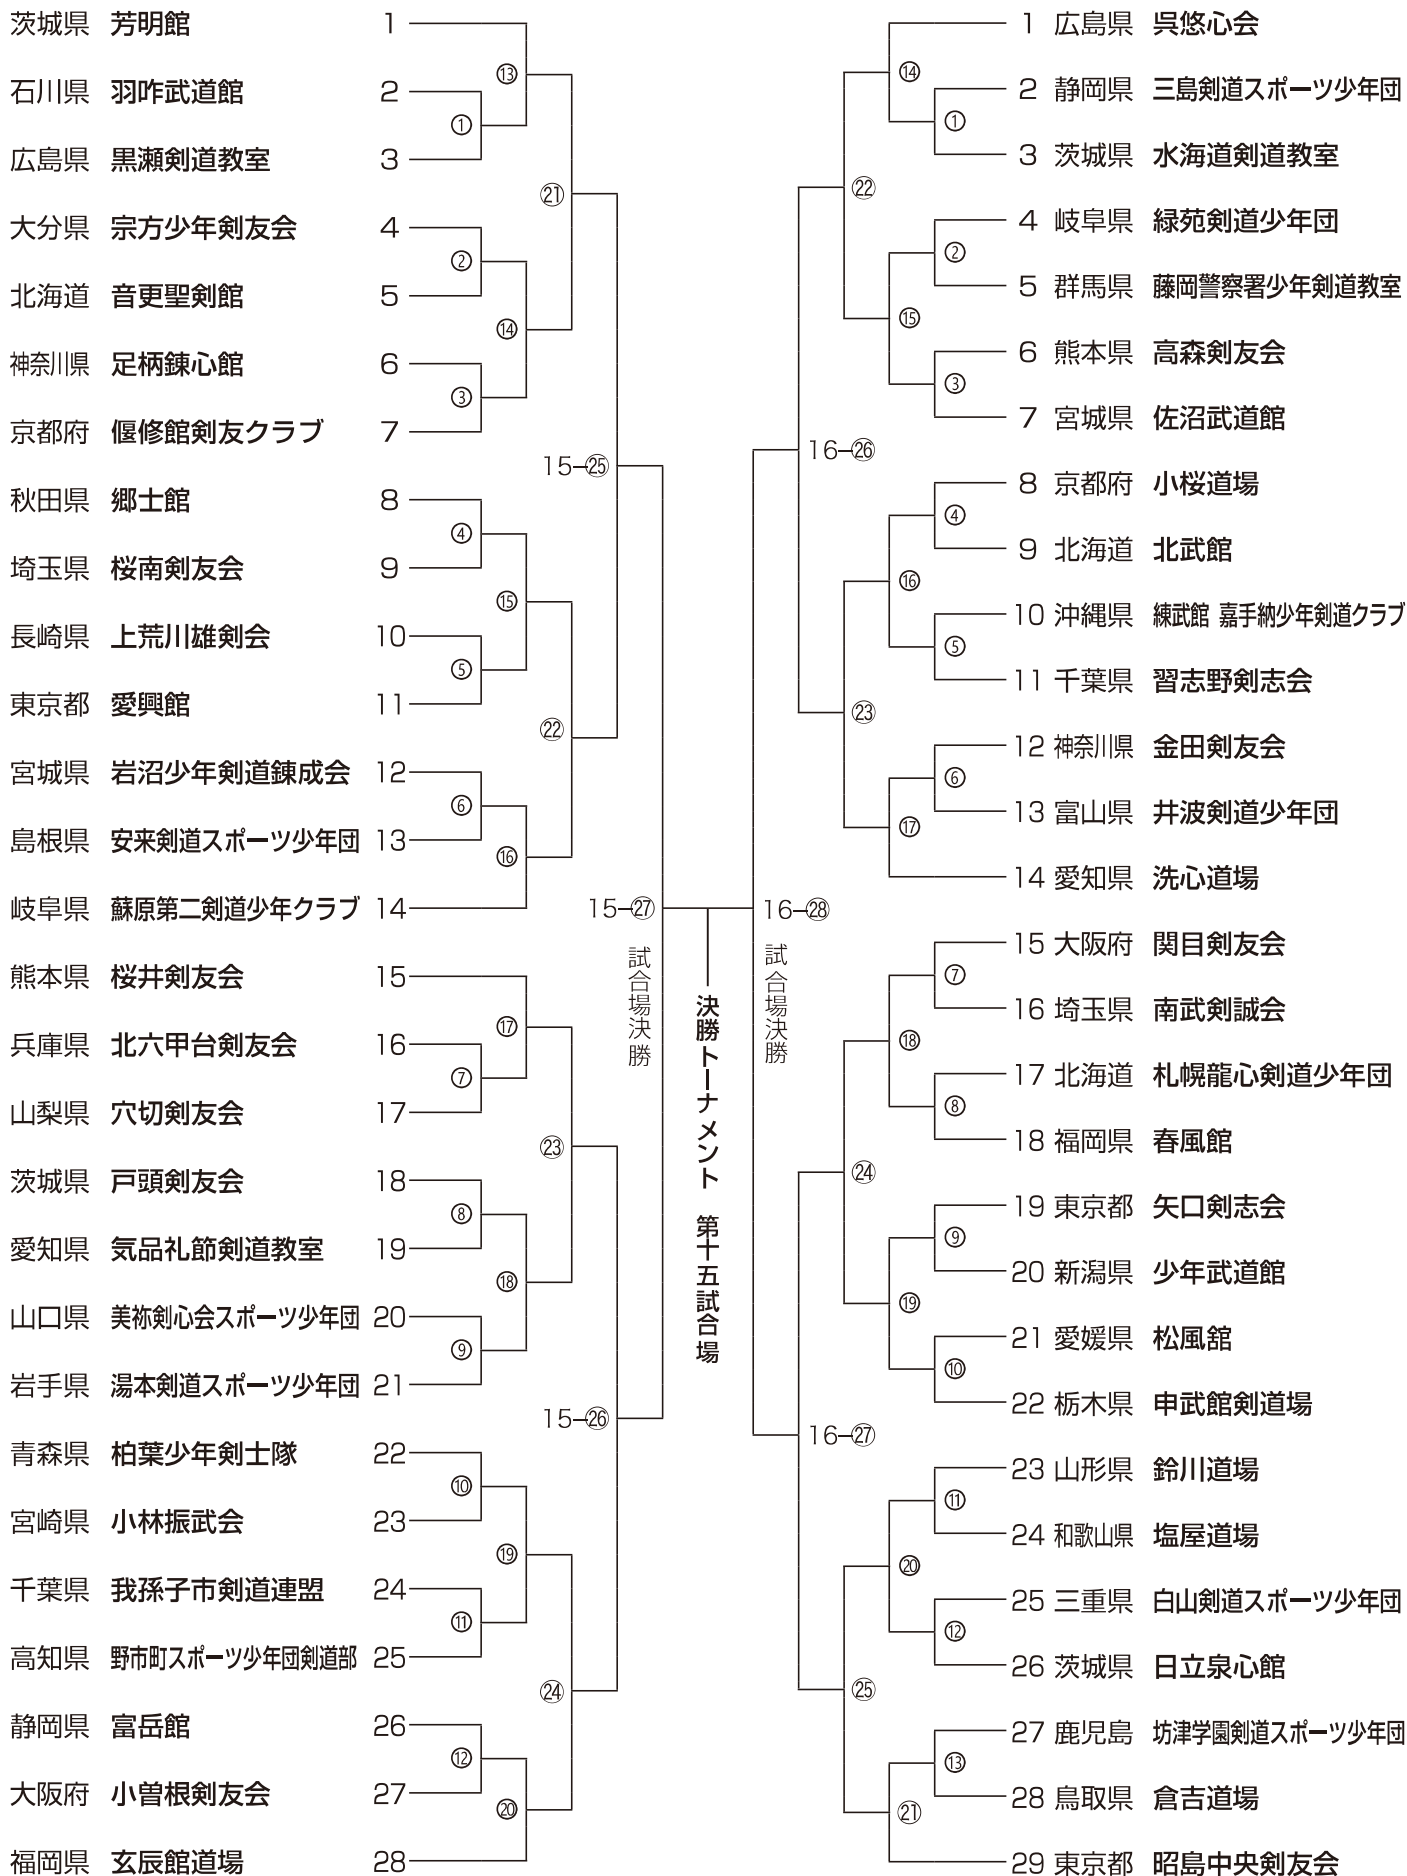 茨城県 芳明館 1
石川県 羽咋武道館 2
広島県 黒瀬剣道教室 3
大分県 宗方少年剣友会 4
北海道 音更聖剣館 5
神奈川県 足柄錬心館 6
京都府 偃修館剣友クラブ 7
秋田県 郷士館 8
埼玉県 桜南剣友会 9
長崎県 上荒川雄剣会 10
東京都 愛興館 11
宮城県 岩沼少年剣道錬成会 12
島根県 安来剣道スポーツ少年団 13
岐阜県 蘇原第二剣道少年クラブ 14
熊本県 桜井剣友会 15
兵庫県 北六甲台剣友会 16
山梨県 穴切剣友会 17
茨城県 戸頭剣友会 18
愛知県 気品礼節剣道教室 19
山口県 美祢剣心会スポーツ少年団 20
岩手県 湯本剣道スポーツ少年団 21
青森県 柏葉少年剣士隊 22
宮崎県 小林振武会 23
千葉県 我孫子市剣道連盟 24
高知県 野市町スポーツ少年団剣道部 25
静岡県 富岳館 26
大阪府 小曽根剣友会 27
福岡県 玄辰館道場 28
①
②
③
④
⑤
⑥
⑦
⑧
⑨
⑩
⑪
⑫
⑬
⑭
⑮
⑯
⑰
⑱
⑲
⑳
㉑
㉒
㉓
㉔
15–㉕
15–㉖
15–㉗
試合場決勝
決勝トーナメント 第十五試合場
16–㉘
試合場決勝
16–㉖
16–㉗
㉒
㉓
㉔
㉕
⑭
⑮
⑯
⑰
⑱
⑲
⑳
㉑
①
②
③
④
⑤
⑥
⑦
⑧
⑨
⑩
⑪
⑫
⑬
1 広島県 呉悠心会
2 静岡県 三島剣道スポーツ少年団
3 茨城県 水海道剣道教室
4 岐阜県 緑苑剣道少年団
5 群馬県 藤岡警察署少年剣道教室
6 熊本県 高森剣友会
7 宮城県 佐沼武道館
8 京都府 小桜道場
9 北海道 北武館
10 沖縄県 練武館 嘉手納少年剣道クラブ
11 千葉県 習志野剣志会
12 神奈川県 金田剣友会
13 富山県 井波剣道少年団
14 愛知県 洗心道場
15 大阪府 関目剣友会
16 埼玉県 南武剣誠会
17 北海道 札幌龍心剣道少年団
18 福岡県 春風館
19 東京都 矢口剣志会
20 新潟県 少年武道館
21 愛媛県 松風舘
22 栃木県 申武館剣道場
23 山形県 鈴川道場
24 和歌山県 塩屋道場
25 三重県 白山剣道スポーツ少年団
26 茨城県 日立泉心館
27 鹿児島 坊津学園剣道スポーツ少年団
28 鳥取県 倉吉道場
29 東京都 昭島中央剣友会